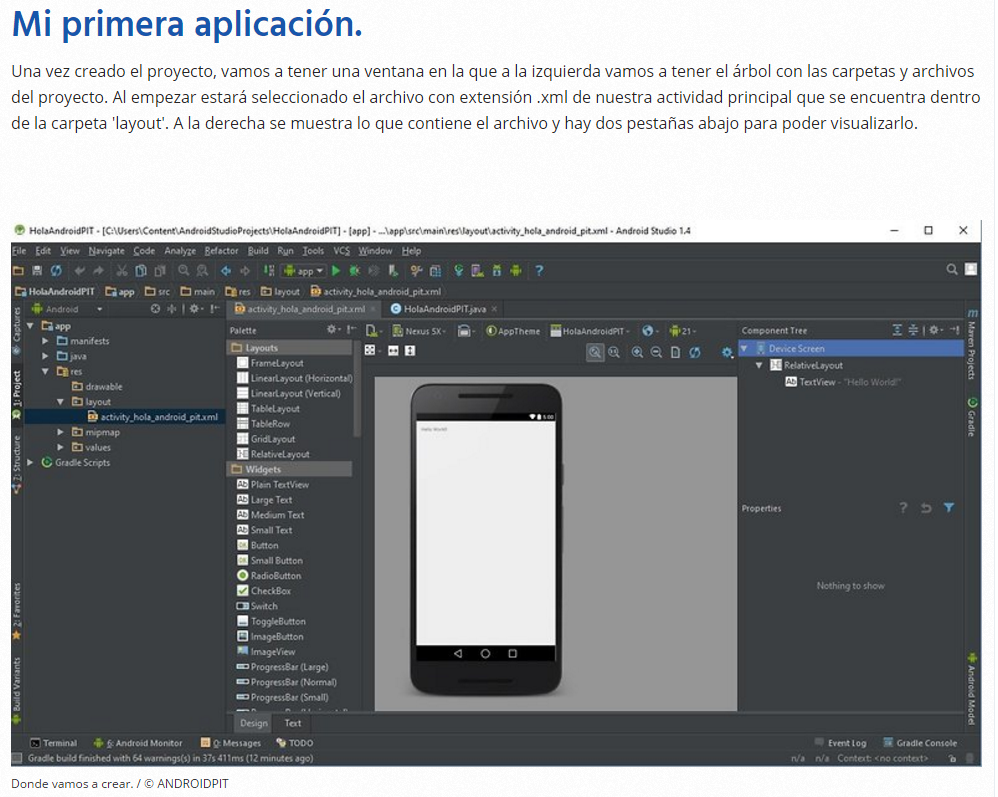 Mi primera aplicación.
Una vez creado el proyecto, vamos a tener una ventana en la que a la izquierda vamos a tener el árbol con las carpetas y archivos
del proyecto. Al empezar estará seleccionado el archivo con extensión .xml de nuestra actividad principal que se encuentra dentro
de la carpeta 'layout'. A la derecha se muestra lo que contiene el archivo y hay dos pestañas abajo para poder visualizarlo.
HolaAndroidPIT - [C:\Users\Content\AndroidStudioProjects\HolaAndroidPIT] - [app] - ...\app\src\main\res\layout\activity_hola_android_pit.xml - Android Studio 1.4
File Edit View Navigate Code Analyze Refactor Build Run Tools VCS Window Help
app
HolaAndroidPIT app src main res layout activity_hola_android_pit.xml
Android
activity_hola_android_pit.xml HolaAndroidPIT.java
Captures
1: Project
7: Structure
2: Favorites
Build Variants
app
manifests
java
res
drawable
layout
activity_hola_android_pit.xml
mipmap
values
Gradle Scripts
Palette
Layouts
FrameLayout
LinearLayout (Horizontal)
LinearLayout (Vertical)
TableLayout
TableRow
GridLayout
RelativeLayout
Widgets
Plain TextView
Large Text
Medium Text
Small Text
Button
Small Button
RadioButton
CheckBox
Switch
ToggleButton
ImageButton
ImageView
ProgressBar (Large)
ProgressBar (Normal)
ProgressBar (Small)
Design Text
Nexus 5X AppTheme HolaAndroidPIT 21
5:00
Hello World!
Component Tree
Device Screen
RelativeLayout
Ab TextView - "Hello World!"
Properties
Nothing to show
Maven Projects
Gradle
Android Model
Terminal 6: Android Monitor 0: Messages TODO Event Log Gradle Console
Gradle build finished with 64 warnings(s) in 37s 411ms (12 minutes ago) n/a n/a Context: <no context>
Donde vamos a crear. / © ANDROIDPIT